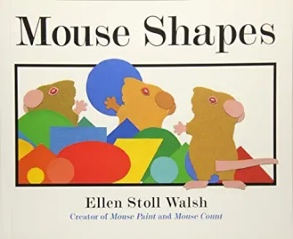 Mouse Shapes
Ellen Stoll Walsh
Creator of Mouse Paint and Mouse Count